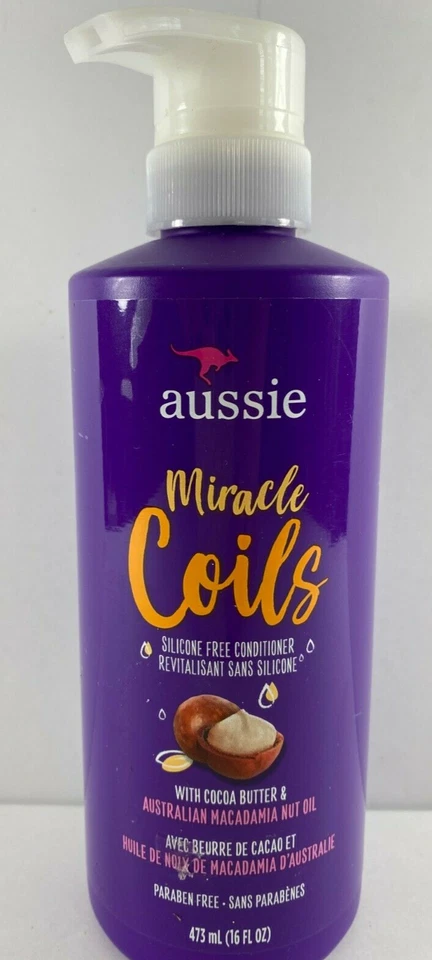 aussie
Miracle
Coils
SILICONE FREE CONDITIONER
REVITALISANT SANS SILICONE
WITH COCOA BUTTER &
AUSTRALIAN MACADAMIA NUT OIL
AVEC BEURRE DE CACAO ET
HUILE DE NOIX DE MACADAMIA D'AUSTRALIE
PARABEN FREE • SANS PARABÈNES
473 mL (16 FL OZ)